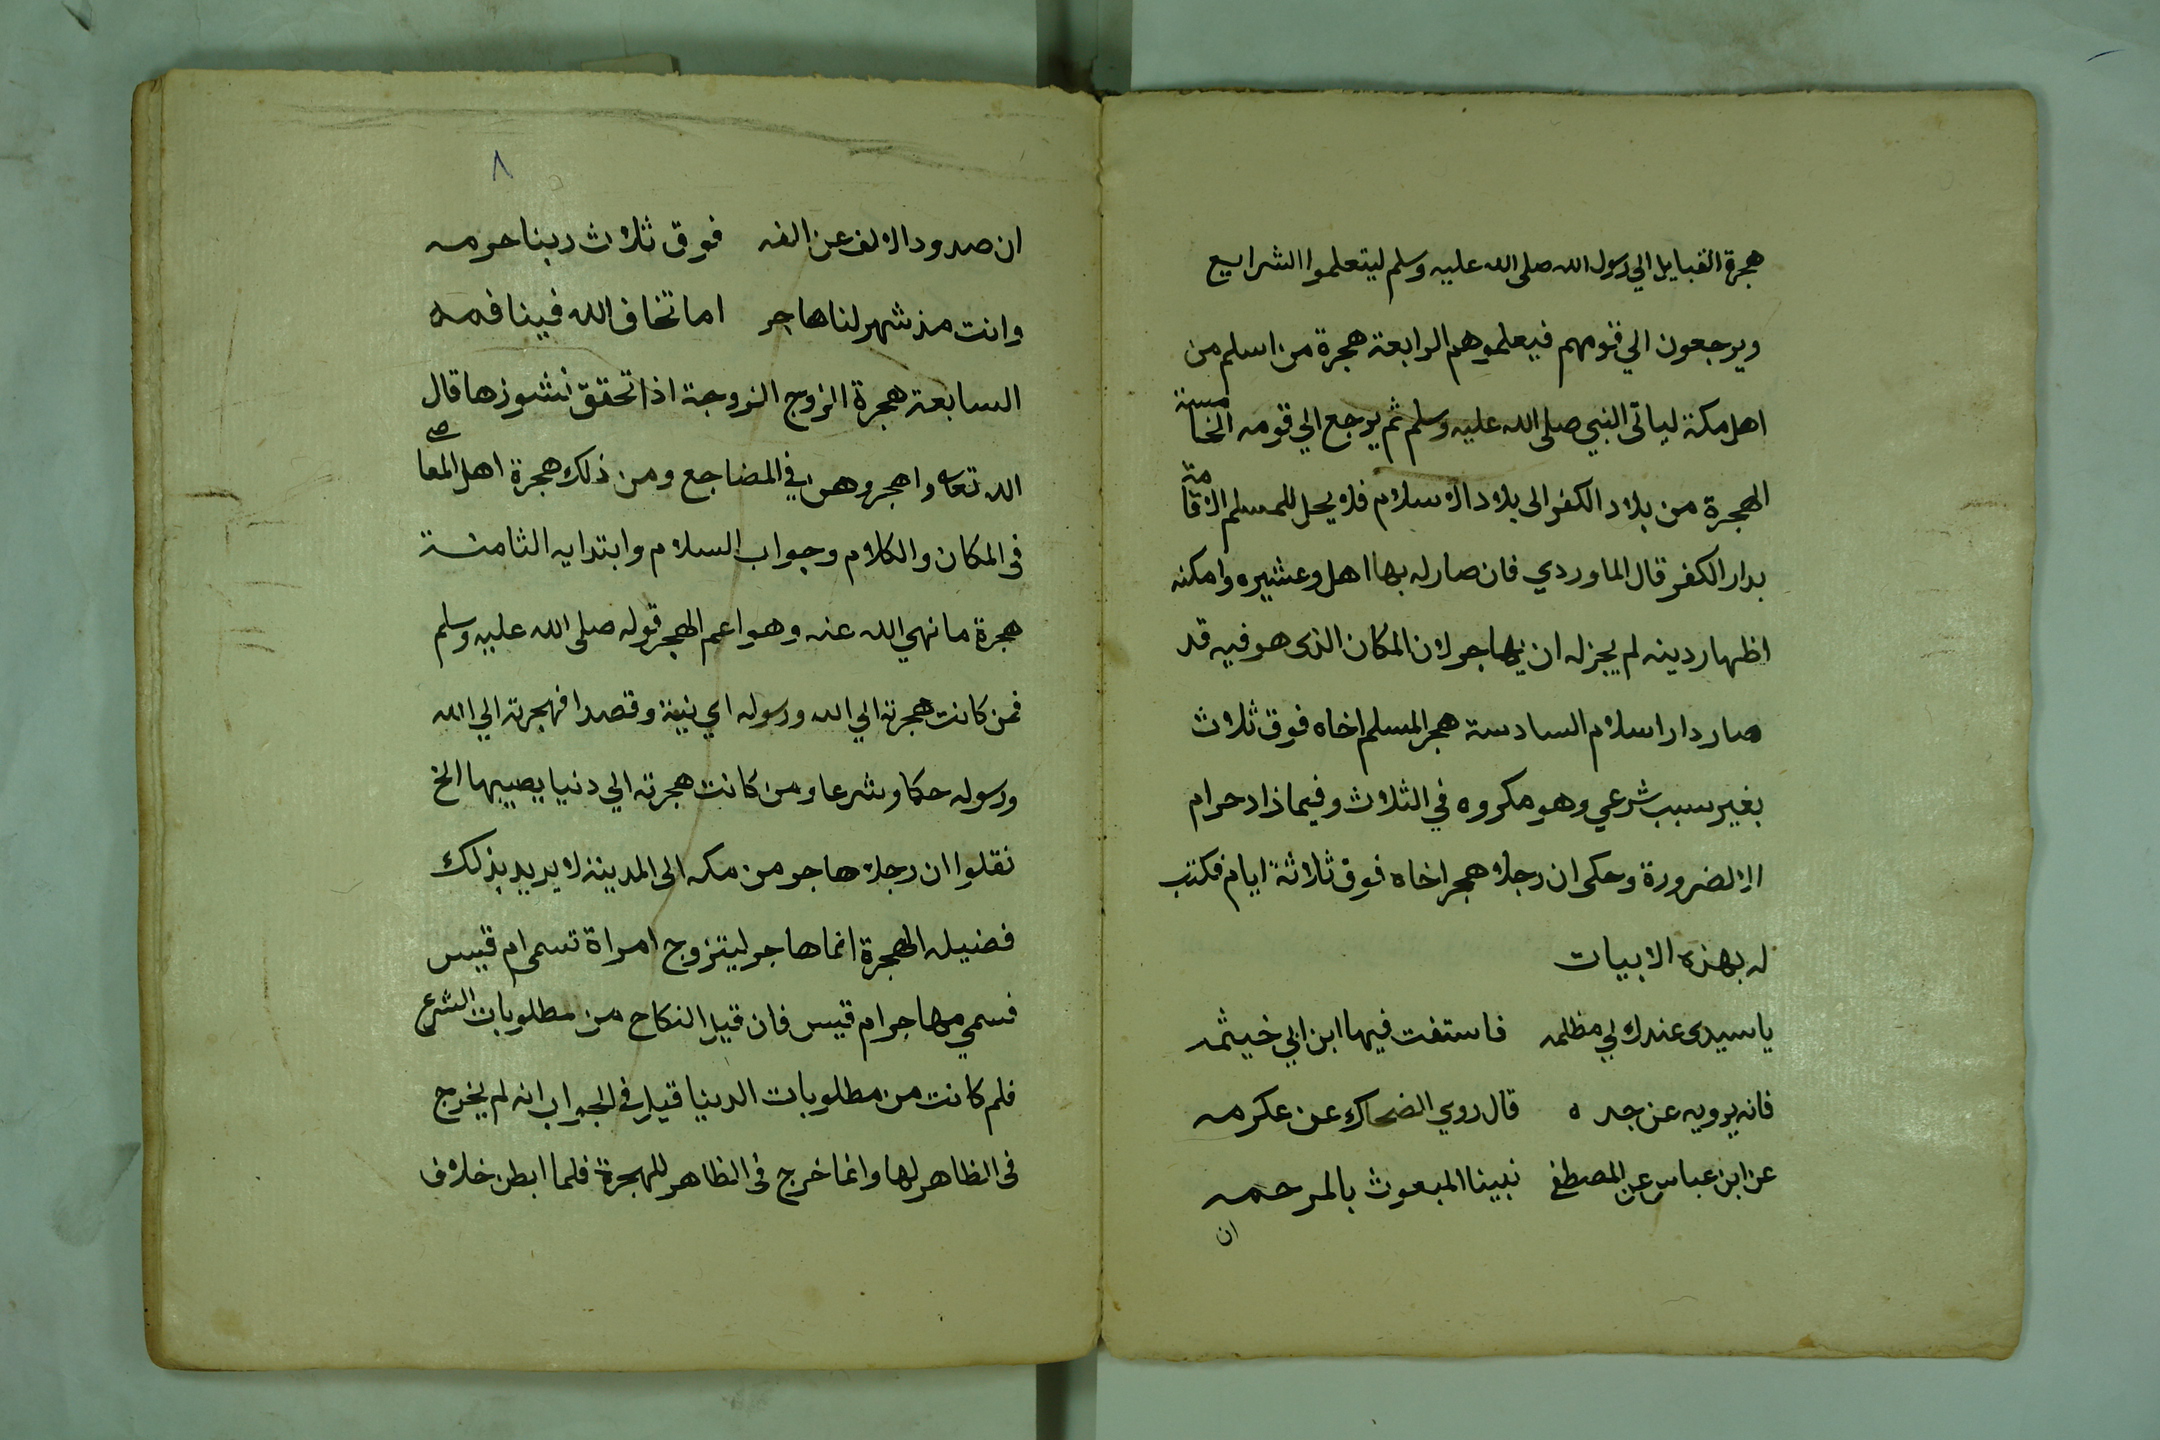 هجرة القبايل الي رسول الله صلى الله عليه وسلم ليتعلموا الشرايع
ويرجعون الي قومهم فيعلموهم الرابعة هجرة من اسلم من
اهل مكة لياتى النبي صلى الله عليه وسلم ثم يرجع الي قومه الخامسة
الهجرة من بلاد الكفر الى بلاد الاسلام فلا يحل للمسلم الاقامة
بدار الكفر قال الماوردي فان صار له بها اهل وعشيره وامكنه
اظهار دينه لم يجز له ان يهاجر لان المكان الذى هو فيه قد
صار دار اسلام السادسة هجر المسلم اخاه فوق ثلاث
بغير سبب شرعي وهو مكروه في الثلاث وفيما زاد حرام
الا لضرورة وحكى ان رجلا هجر اخاه فوق ثلاثة ايام فكتب
له بهذه الابيات
يا سيدى عندك لي مظلمه فاستفت فيها ابن ابي خيثمه
فانه يرويه عن جده قال روي الضحاك عن عكرمه
عن ابن عباس عن المصطفي نبينا المبعوث بالمرحمه
ان
٨
ان صدود الالف عن الفه فوق ثلاث ربنا حرمه
وانت مذ شهر لنا هاجر اما تخاف الله فينا فمه
السابعة هجرة الزوج الزوجة اذا تحقق نشوزها قال
الله تعالى واهجروهن في المضاجع ومن ذلك هجرة اهل المعاصي
فى المكان والكلام وجواب السلام وابتدايه الثامنة
هجرة ما نهي الله عنه وهو اعم الهجر قوله صلى الله عليه وسلم
فمن كانت هجرته الي الله ورسوله اي نية وقصدا فهجرته الي الله
ورسوله حكما وشرعا ومن كانت هجرته الي دنيا يصيبها الخ
نقلوا ان رجلا هاجر من مكه الى المدينة لا يريد بذلك
فضيله الهجرة انما هاجر ليتزوج امراة تسمى ام قيس
فسمي مهاجر ام قيس فان قيل النكاح من مطلوبات الشرع
فلم كانت من مطلوبات الدينا قيل في الجواب انه لم يخرج
فى الظاهر لها وانما خرج فى الظاهر للهجرة فلما ابطن خلاف